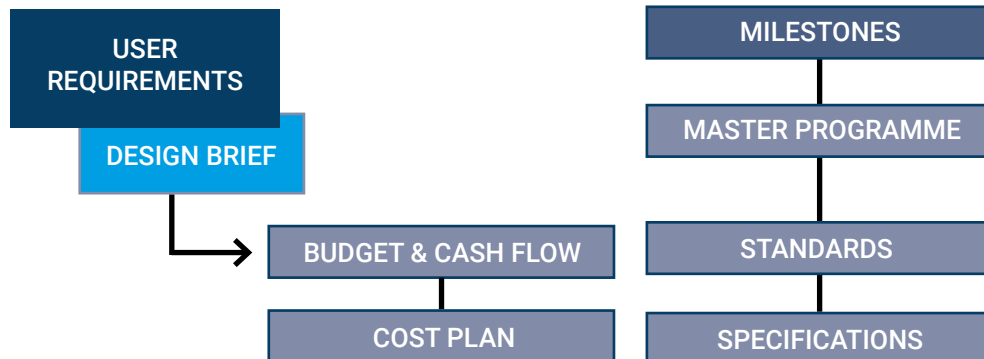 USER
REQUIREMENTS
DESIGN BRIEF
BUDGET & CASH FLOW
COST PLAN
MILESTONES
MASTER PROGRAMME
STANDARDS
SPECIFICATIONS